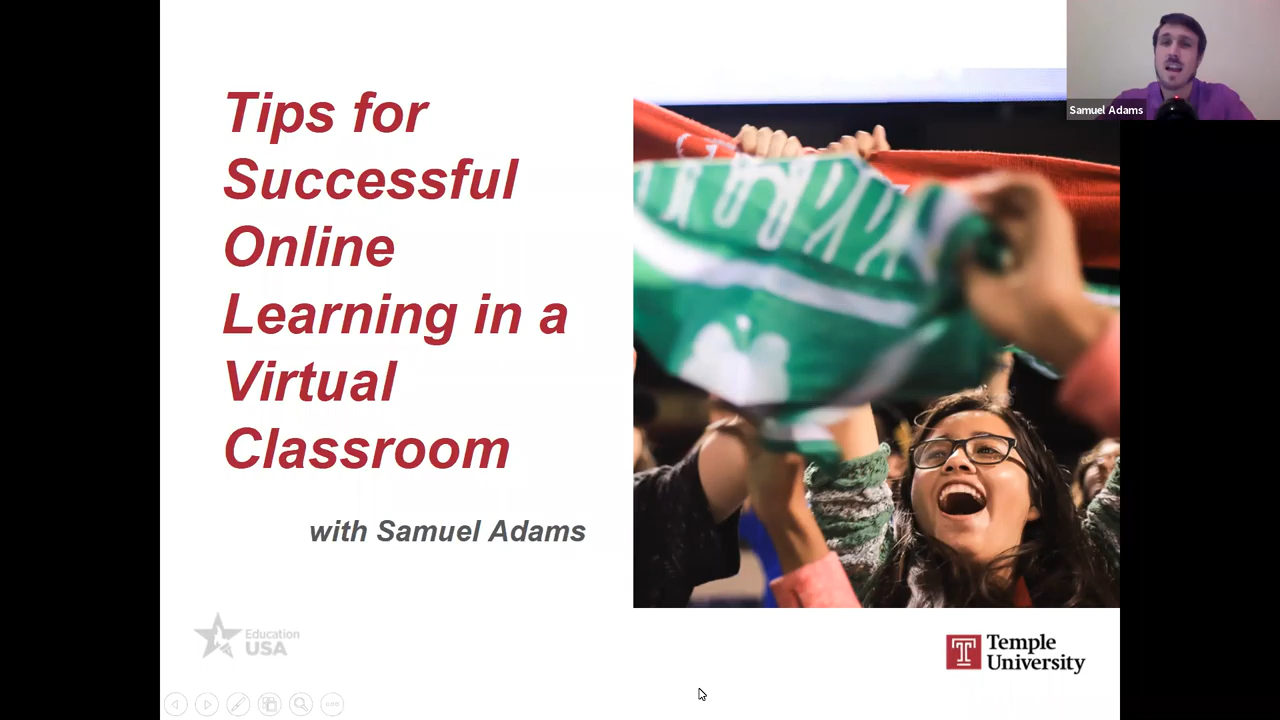 Tips for
Successful
Online
Learning in a
Virtual
Classroom
with Samuel Adams
Samuel Adams
Education
USA
Temple
University